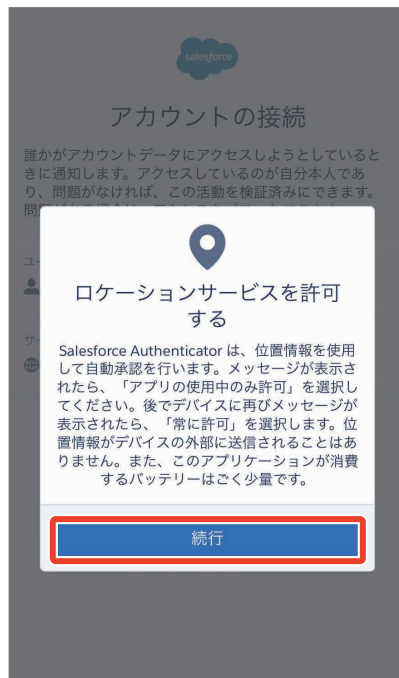 salesforce
アカウントの接続
誰かがアカウントデータにアクセスしようとしていると
きに通知します。アクセスしているのが自分本人であ
り、問題がなければ、この活動を検証済みにできます。
ユー
サー
ロケーションサービスを許可
する
Salesforce Authenticator は、位置情報を使用
して自動承認を行います。メッセージが表示さ
れたら、「アプリの使用中のみ許可」を選択し
てください。後でデバイスに再びメッセージが
表示されたら、「常に許可」を選択します。位
置情報がデバイスの外部に送信されることはあ
りません。また、このアプリケーションが消費
するバッテリーはごく少量です。
続行